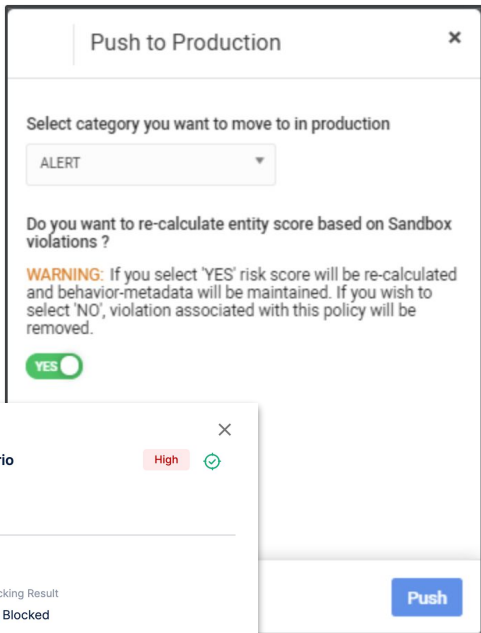 Push to Production
×
Select category you want to move to in production
ALERT
Do you want to re-calculate entity score based on Sandbox
violations ?
WARNING: If you select 'YES' risk score will be re-calculated
and behavior-metadata will be maintained. If you wish to
select 'NO', violation associated with this policy will be
removed.
YES
High
Blocked
Push